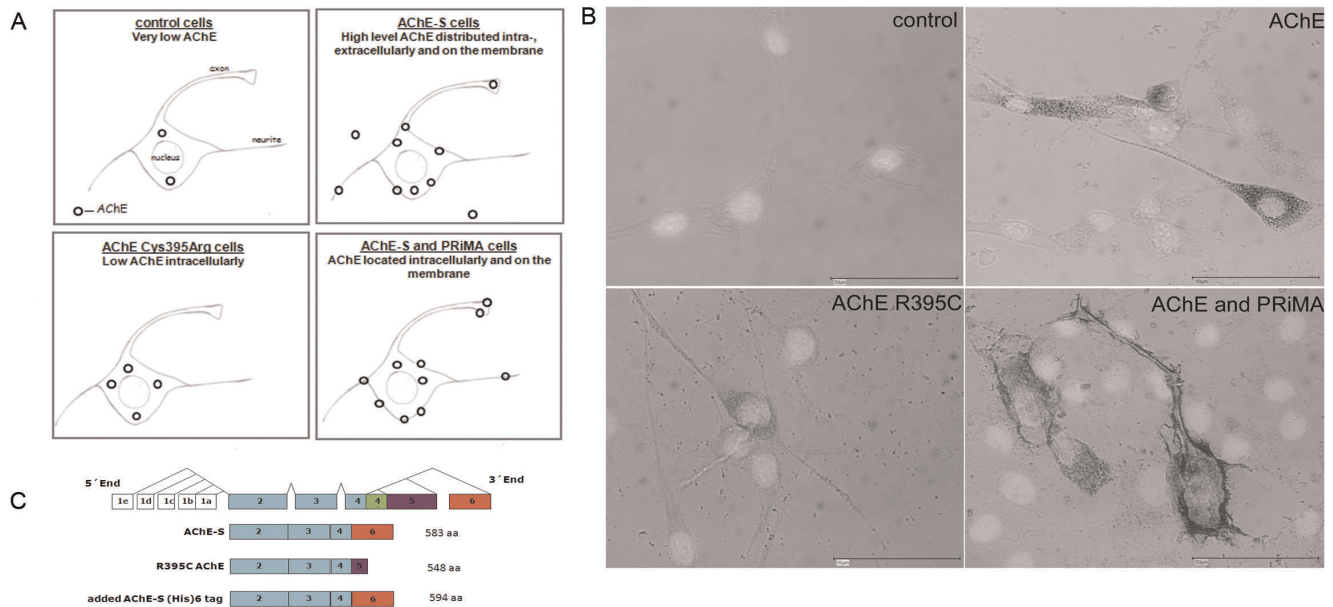 A
control cells
Very low AChE
axon
neurite
nucleus
AChE
AChE-S cells
High level AChE distributed intra-,
extracellularly and on the membrane
AChE Cys395Arg cells
Low AChE intracellularly
AChE-S and PRiMA cells
AChE located intracellularly and on the
membrane
B
control
AChE
AChE R395C
AChE and PRiMA
C
5´End
3´End
1e 1d 1c 1b 1a 2 3 4 4 5 6
AChE-S 2 3 4 6 583 aa
R395C AChE 2 3 4 5 548 aa
added AChE-S (His)6 tag 2 3 4 6 594 aa